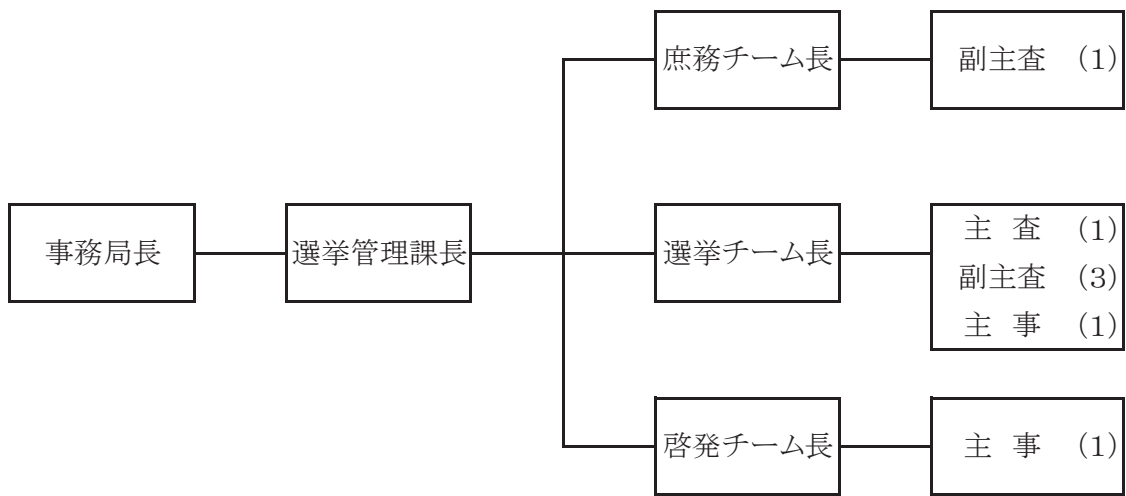 庶務チーム長
副主査 (1)
事務局長
選挙管理課長
選挙チーム長
主 査 (1)
副主査 (3)
主 事 (1)
啓発チーム長
主 事 (1)